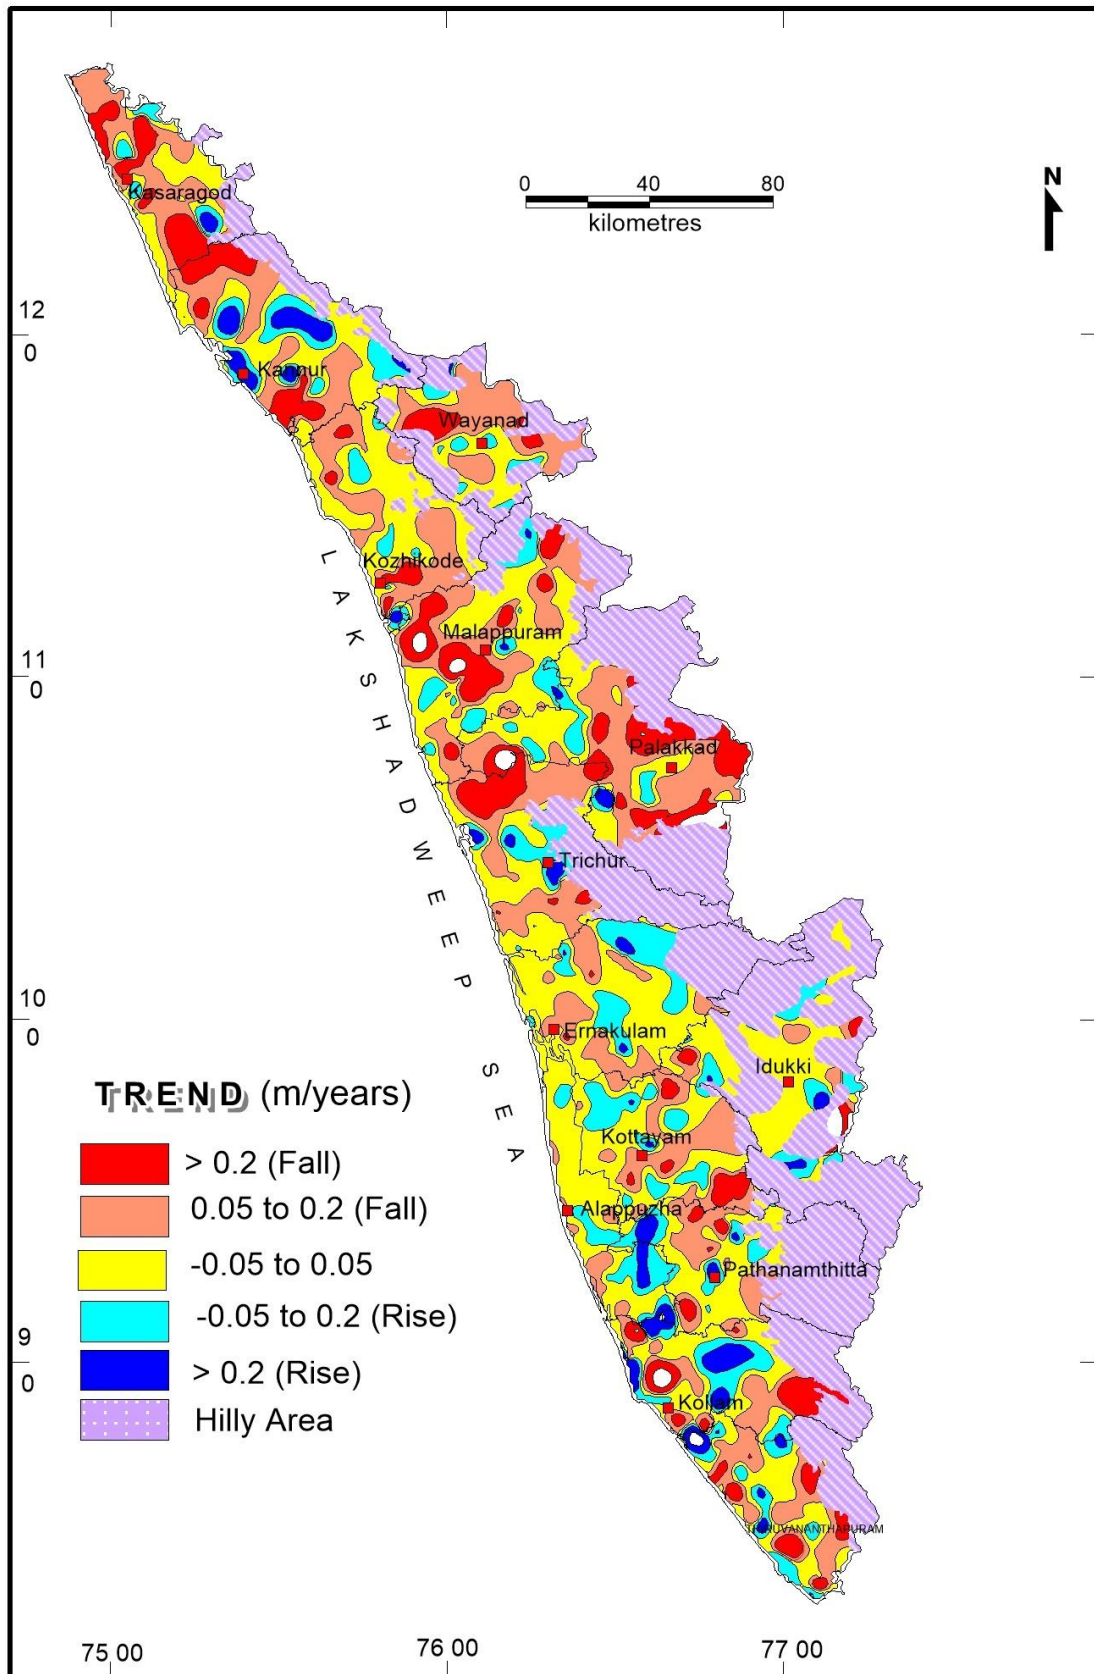 0 40 80
kilometres
N
Kasaragod
12
0
Kannur
Wayanad
Kozhikode
Malappuram
11
0
Palakkad
Trichur
LAKSHADWEEP SEA
10
0
Ernakulam
Idukki
TREND (m/years)
> 0.2 (Fall)
0.05 to 0.2 (Fall)
-0.05 to 0.05
-0.05 to 0.2 (Rise)
> 0.2 (Rise)
Hilly Area
Kottayam
Alappuzha
Pathanamthitta
9
0
Kollam
THIRUVANANTHAPURAM
75 00 76 00 77 00